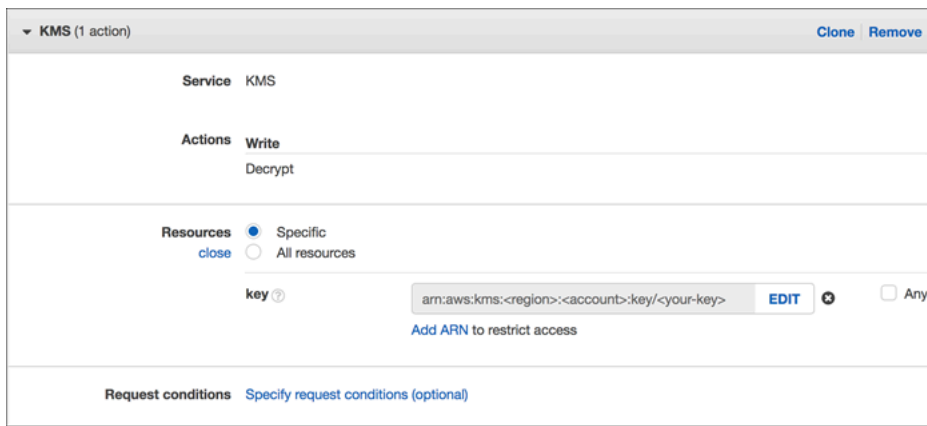 KMS (1 action) Clone Remove
Service KMS
Actions Write
Decrypt
Resources Specific
close All resources
key arn:aws:kms:<region>:<account>:key/<your-key> EDIT Any
Add ARN to restrict access
Request conditions Specify request conditions (optional)